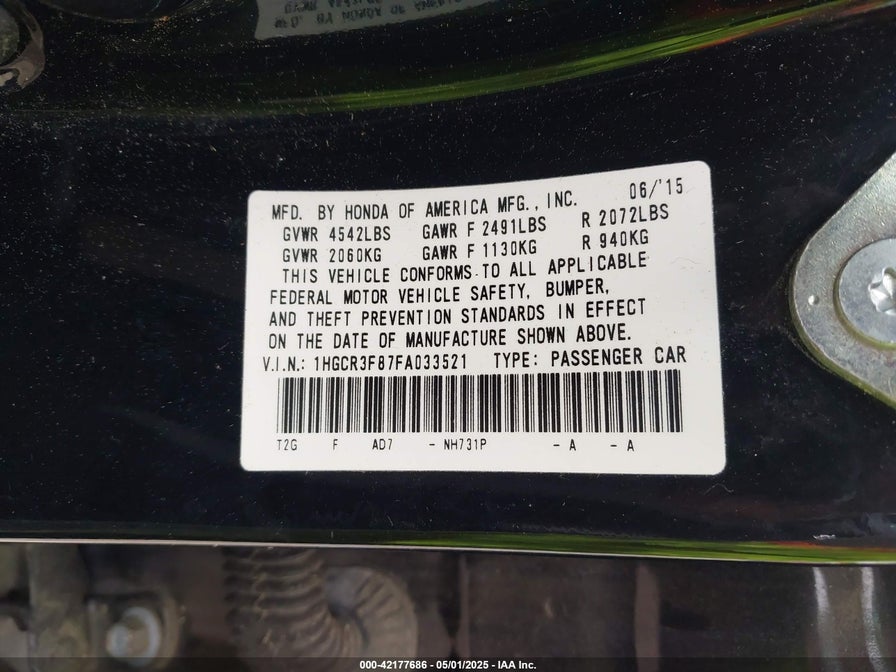 MFD. BY HONDA OF AMERICA MFG., INC. 06/'15
GVWR 4542LBS GAWR F 2491LBS R 2072LBS
GVWR 2060KG GAWR F 1130KG R 940KG
THIS VEHICLE CONFORMS TO ALL APPLICABLE
FEDERAL MOTOR VEHICLE SAFETY, BUMPER,
AND THEFT PREVENTION STANDARDS IN EFFECT
ON THE DATE OF MANUFACTURE SHOWN ABOVE.
V.I.N.: 1HGCR3F87FA033521 TYPE: PASSENGER CAR
T2G F AD7 - NH731P - A - A
000-42177686 - 05/01/2025 - IAA Inc.